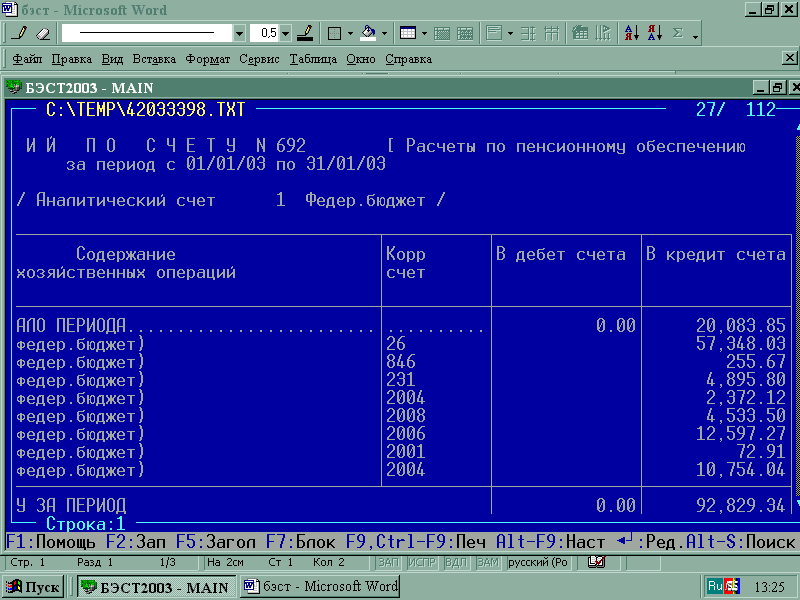 бэст - Microsoft Word
0,5
Файл Правка Вид Вставка Формат Сервис Таблица Окно Справка
БЭСТ2003 - MAIN
C:\TEMP\42033398.TXT 27/ 112
И Й П О С Ч Е Т У N 692 [ Расчеты по пенсионному обеспечению
за период с 01/01/03 по 31/01/03
/ Аналитический счет 1 Федер.бюджет /
Содержание Корр В дебет счета В кредит счета
хозяйственных операций счет
АЛО ПЕРИОДА......................... .......... 0.00 20,083.85
федер.бюджет) 26 57,348.03
федер.бюджет) 846 255.67
федер.бюджет) 231 4,895.80
федер.бюджет) 2004 2,372.12
федер.бюджет) 2008 4,533.50
федер.бюджет) 2006 12,597.27
федер.бюджет) 2001 72.91
федер.бюджет) 2004 10,754.04
У ЗА ПЕРИОД 0.00 92,829.34
Строка:1
F1:Помощь F2:Зап F5:Загол F7:Блок F9,Ctrl-F9:Печ Alt-F9:Наст ◄┘:Ред.Alt-S:Поиск
Стр. 1 Разд 1 1/3 На 2см Ст 1 Кол 2 ЗАП ИСПР ВДЛ ЗАМ русский (Ро
Пуск БЭСТ2003 - MAIN бэст - Microsoft Word Ru 13:25